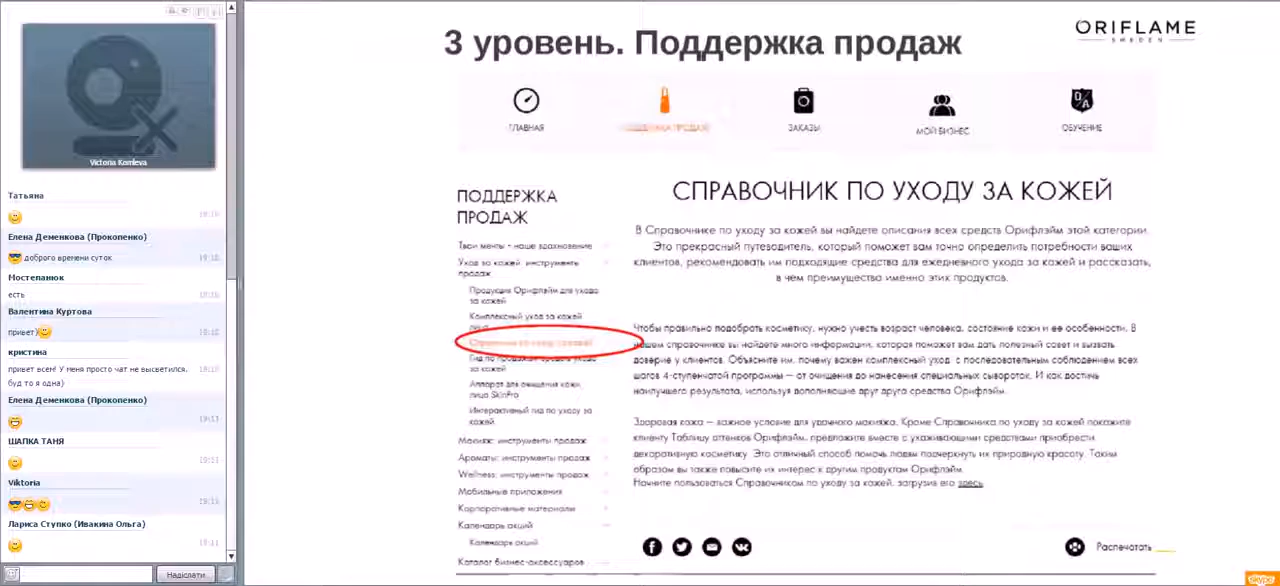 Victoria Komleva
Татьяна
Елена Деменкова (Прокопенко)
доброго времени суток
Ностепанюк
есть
Валентина Куртова
привет)
кристина
привет всем! У меня просто чат не высветился.
буд то я одна)
Елена Деменкова (Прокопенко)
ШАПКА ТАНЯ
Viktoria
Лариса Ступко (Ивакина Ольга)
Надіслати
3 уровень. Поддержка продаж
ORIFLAME
SWEDEN
ГЛАВНАЯ
ПОДДЕРЖКА ПРОДАЖ
ЗАКАЗЫ
МОЙ БИЗНЕС
ОБУЧЕНИЕ
ПОДДЕРЖКА
ПРОДАЖ
Твои мечты - наше вдохновение
Уход за кожей: инструменты
продаж
Продукция Орифлэйм для ухода
за кожей
Комплексный уход за кожей
лица
за кожей
Аппарат для очищения кожи
лица SkinPro
Интерактивный гид по уходу за
кожей
Макияж: инструменты продаж
Ароматы: инструменты продаж
Wellness: инструменты продаж
Мобильные приложения
Корпоративные материалы
Календарь акций
Календарь акций
Каталог бизнес-аксессуаров
СПРАВОЧНИК ПО УХОДУ ЗА КОЖЕЙ
В Справочнике по уходу за кожей вы найдете описания всех средств Орифлэйм этой категории.
Это прекрасный путеводитель, который поможет вам точно определить потребности ваших
клиентов, рекомендовать им подходящие средства для ежедневного ухода за кожей и рассказать,
в чем преимущества именно этих продуктов.
Чтобы правильно подобрать косметику, нужно учесть возраст человека, состояние кожи и ее особенности. В
нашем справочнике вы найдете много информации, которая поможет вам дать полезный совет и вызвать
доверие у клиентов. Объясните им, почему важен комплексный уход с последовательным соблюдением всех
шагов 4-ступенчатой программы — от очищения до нанесения специальных сывороток. И как достичь
наилучшего результата, используя дополняющие друг друга средства Орифлэйм.
Здоровая кожа — важное условие для удачного макияжа. Кроме Справочника по уходу за кожей покажите
клиенту Таблицу оттенков Орифлэйм, предложите вместе с ухаживающими средствами приобрести
декоративную косметику. Это отличный способ помочь людям подчеркнуть их природную красоту. Таким
образом вы также повысите их интерес к другим продуктам Орифлэйм.
Начните пользоваться Справочником по уходу за кожей, загрузив его здесь
Распечатать